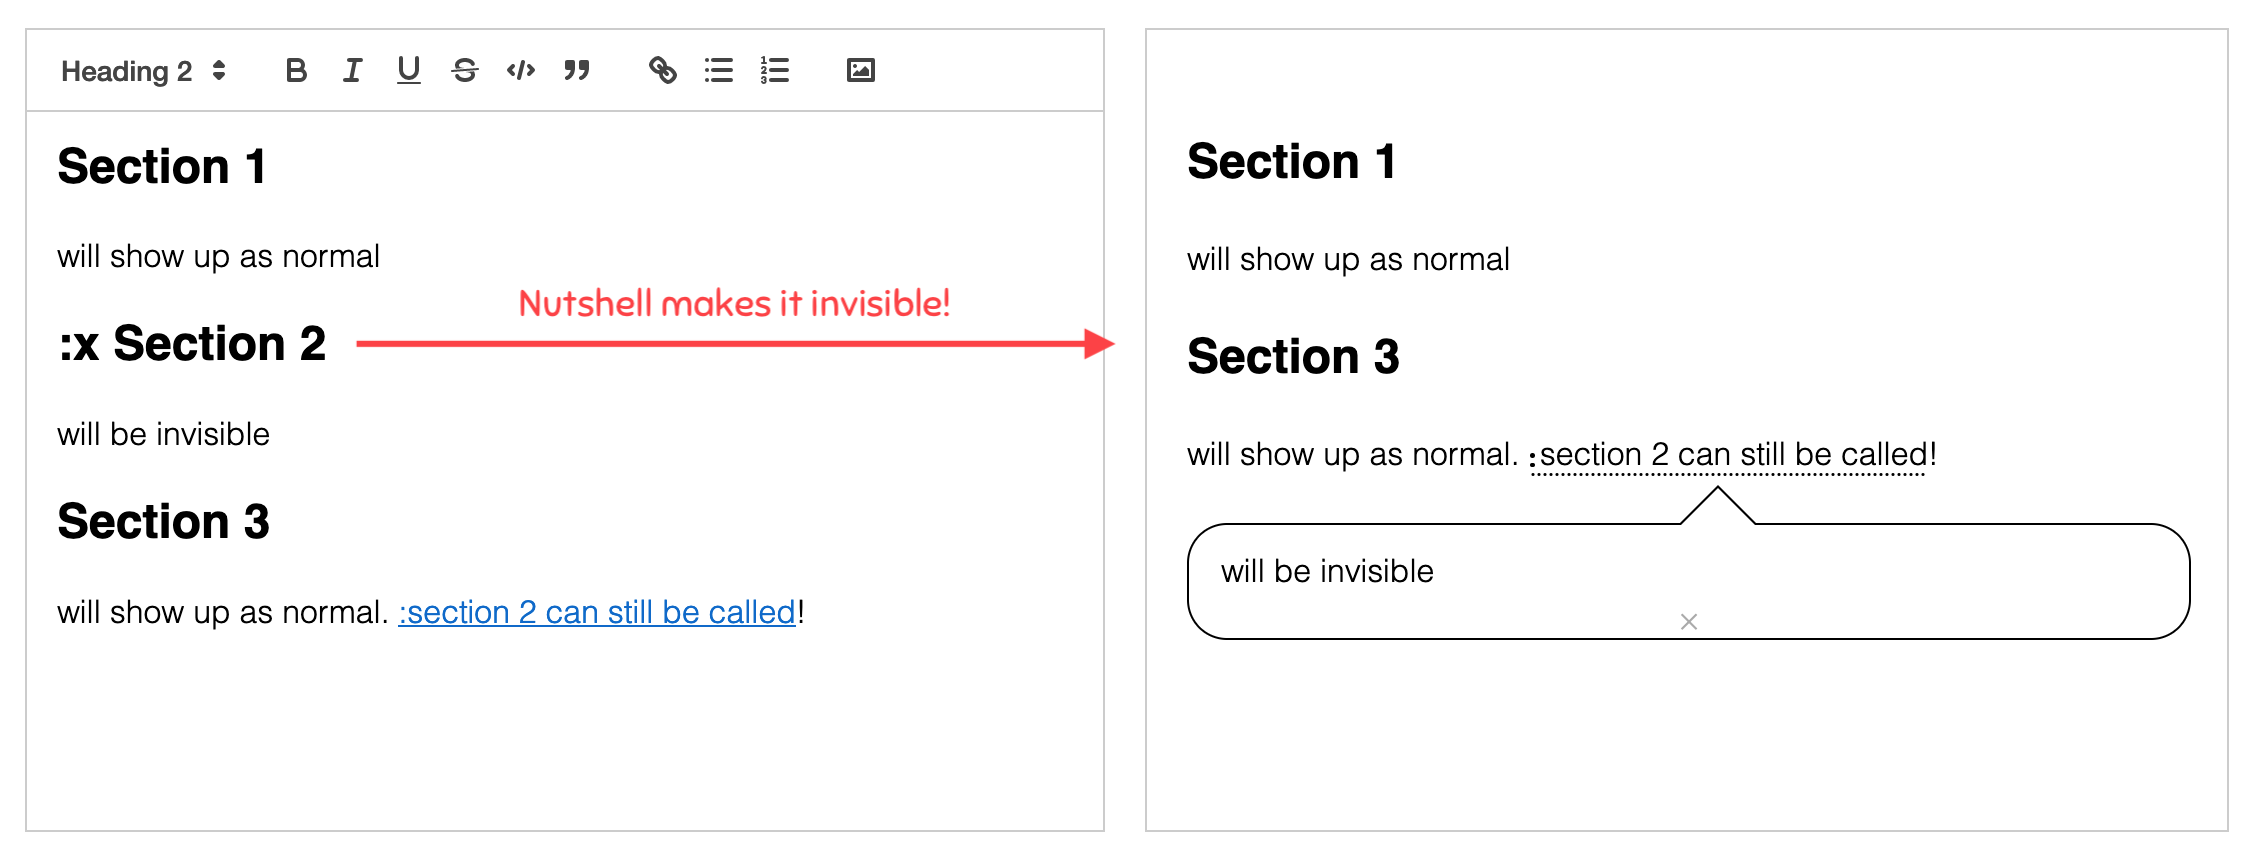 Heading 2
Section 1
will show up as normal
Nutshell makes it invisible!
:x Section 2
will be invisible
Section 3
will show up as normal. :section 2 can still be called!
Section 1
will show up as normal
Section 3
will show up as normal. :section 2 can still be called!
will be invisible